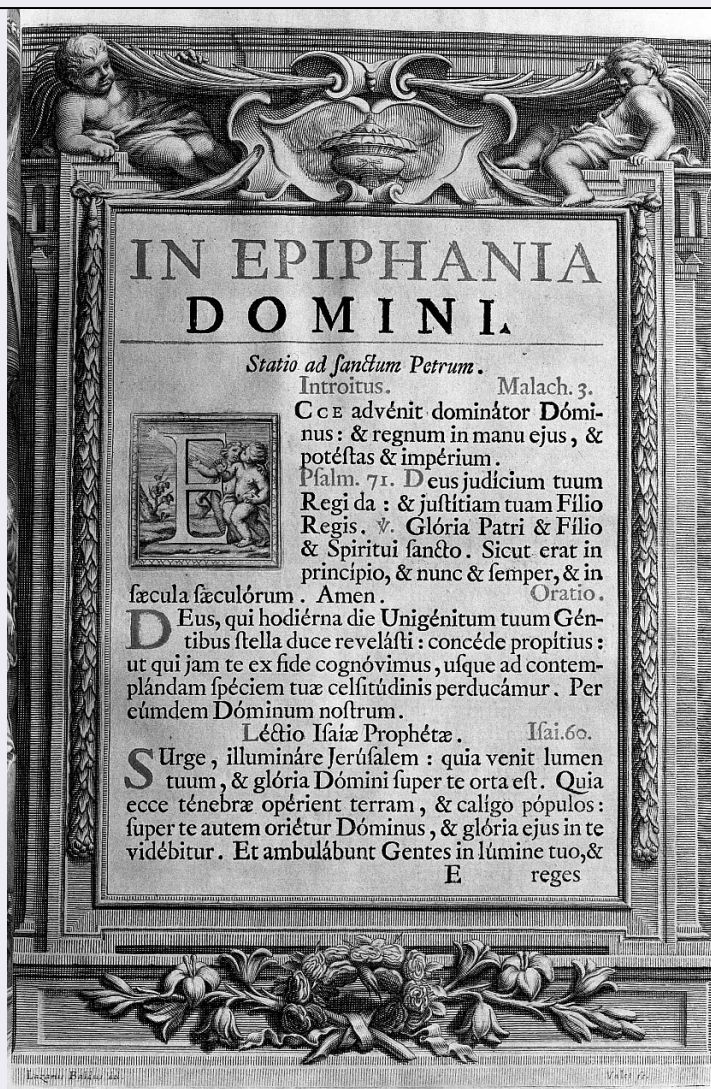 IN EPIPHANIA
DOMINI.
Statio ad ſanctum Petrum.
Introitus. Malach. 3.
ECCE advénit dominátor Dómi-
nus: & regnum in manu ejus, &
potéſtas & impérium.
Pſalm. 71. Deus judícium tuum
Regi da: & juſtítiam tuam Fílio
Regis. ℣. Glória Patri & Fílio
& Spiritui ſancto. Sicut erat in
princípio, & nunc & ſemper, & in
ſæcula ſæculórum. Amen. Oratio.
DEus, qui hodiérna die Unigénitum tuum Gén-
tibus ſtella duce reveláſti: concéde propítius:
ut qui jam te ex fide cognóvimus, uſque ad contem-
plándam ſpéciem tuæ celſitúdinis perducámur. Per
eúmdem Dóminum noſtrum.
Léctio Iſaiæ Prophétæ. Iſai. 60.
SUrge, illumináre Jerúſalem: quia venit lumen
tuum, & glória Dómini ſuper te orta eſt. Quia
ecce ténebræ opérient terram, & calígo pópulos:
ſuper te autem oriétur Dóminus, & glória ejus in te
vidébitur. Et ambulábunt Gentes in lúmine tuo, &
E reges